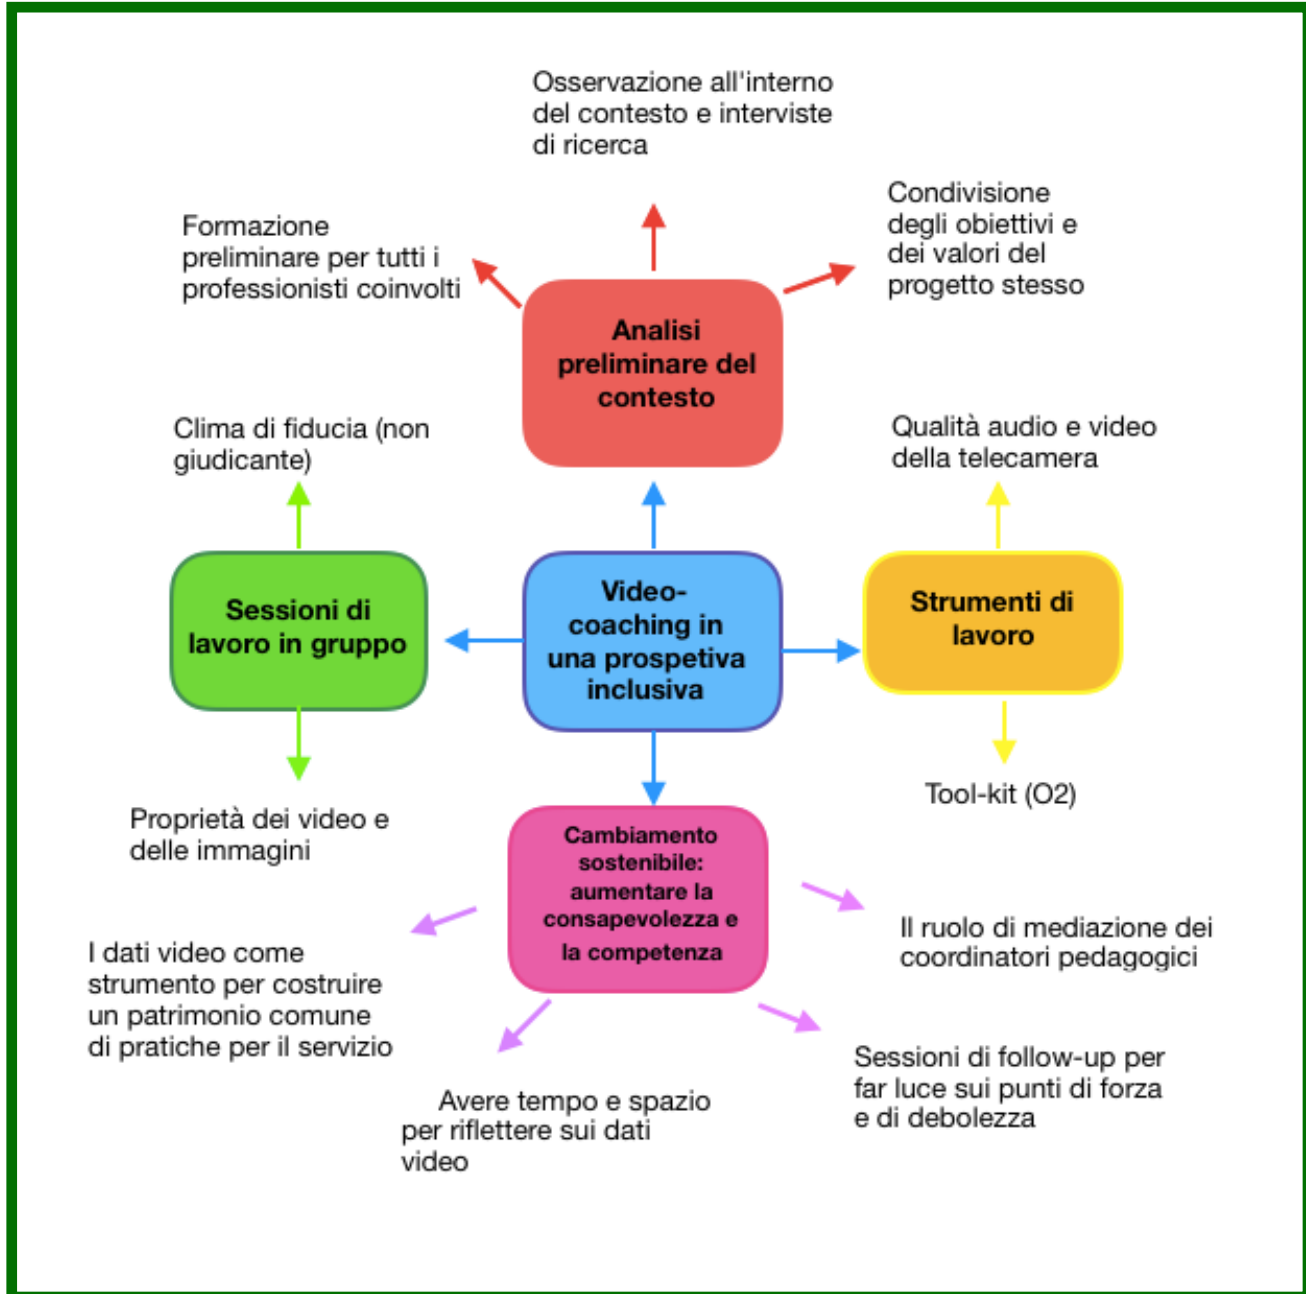 Osservazione all'interno
del contesto e interviste
di ricerca
Formazione
preliminare per tutti i
professionisti coinvolti
Condivisione
degli obiettivi e
dei valori del
progetto stesso
Analisi
preliminare del
contesto
Clima di fiducia (non
giudicante)
Qualità audio e video
della telecamera
Sessioni di
lavoro in gruppo
Video-
coaching in
una prospetiva
inclusiva
Strumenti di
lavoro
Proprietà dei video e
delle immagini
Tool-kit (O2)
Cambiamento
sostenibile:
aumentare la
consapevolezza e
la competenza
I dati video come
strumento per costruire
un patrimonio comune
di pratiche per il servizio
Il ruolo di mediazione dei
coordinatori pedagogici
Avere tempo e spazio
per riflettere sui dati
video
Sessioni di follow-up per
far luce sui punti di forza
e di debolezza